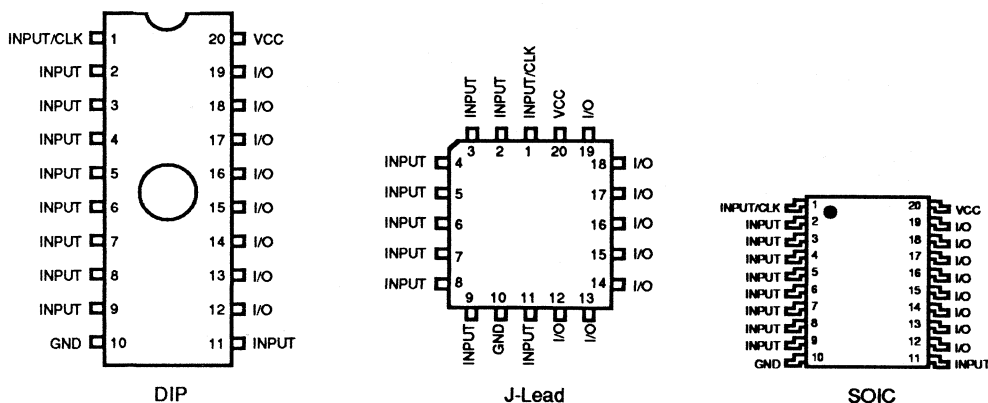 INPUT/CLK 1 20 VCC
INPUT 2 19 I/O
INPUT 3 18 I/O
INPUT 4 17 I/O
INPUT 5 16 I/O
INPUT 6 15 I/O
INPUT 7 14 I/O
INPUT 8 13 I/O
INPUT 9 12 I/O
GND 10 11 INPUT
DIP
INPUT INPUT INPUT/CLK VCC I/O
3 2 1 20 19
INPUT 4 18 I/O
INPUT 5 17 I/O
INPUT 6 16 I/O
INPUT 7 15 I/O
INPUT 8 14 I/O
9 10 11 12 13
INPUT GND INPUT I/O I/O
J-Lead
INPUT/CLK 1 20 VCC
INPUT 2 19 I/O
INPUT 3 18 I/O
INPUT 4 17 I/O
INPUT 5 16 I/O
INPUT 6 15 I/O
INPUT 7 14 I/O
INPUT 8 13 I/O
INPUT 9 12 I/O
GND 10 11 INPUT
SOIC